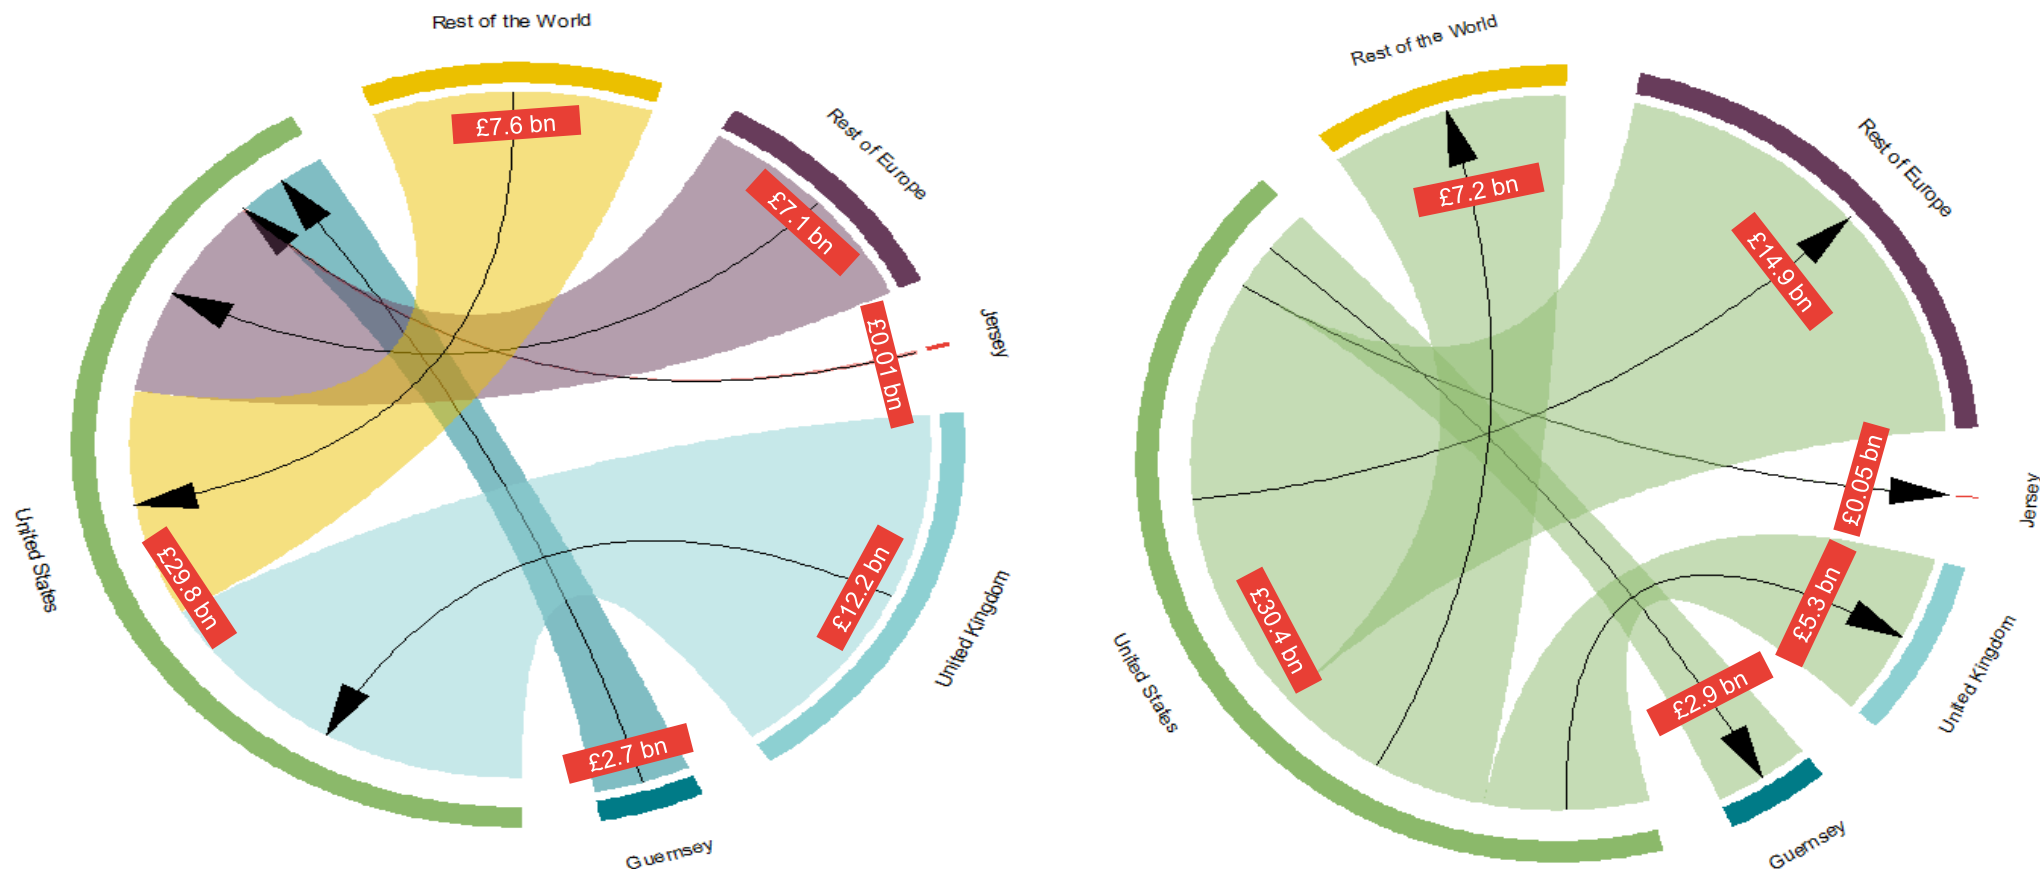 Rest of the World
£7.6 bn
Rest of Europe
£7.1 bn
Jersey
£0.01 bn
United States
£29.8 bn
£12.2 bn
United Kingdom
£2.7 bn
Guernsey
Rest of the World
£7.2 bn
Rest of Europe
£14.9 bn
Jersey
£0.05 bn
£5.3 bn
United Kingdom
£30.4 bn
United States
£2.9 bn
Guernsey